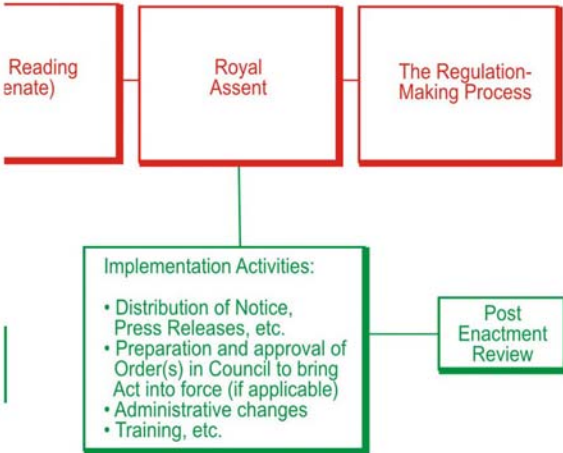 Reading
enate)
Royal
Assent
The Regulation-
Making Process
Implementation Activities:
• Distribution of Notice,
Press Releases, etc.
• Preparation and approval of
Order(s) in Council to bring
Act into force (if applicable)
• Administrative changes
• Training, etc.
Post
Enactment
Review